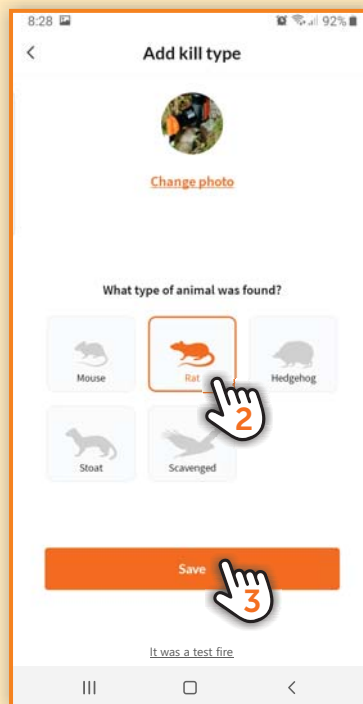 8:28 92%
Add kill type
Change photo
What type of animal was found?
Mouse Rat Hedgehog
2
Stoat Scavenged
Save
3
It was a test fire